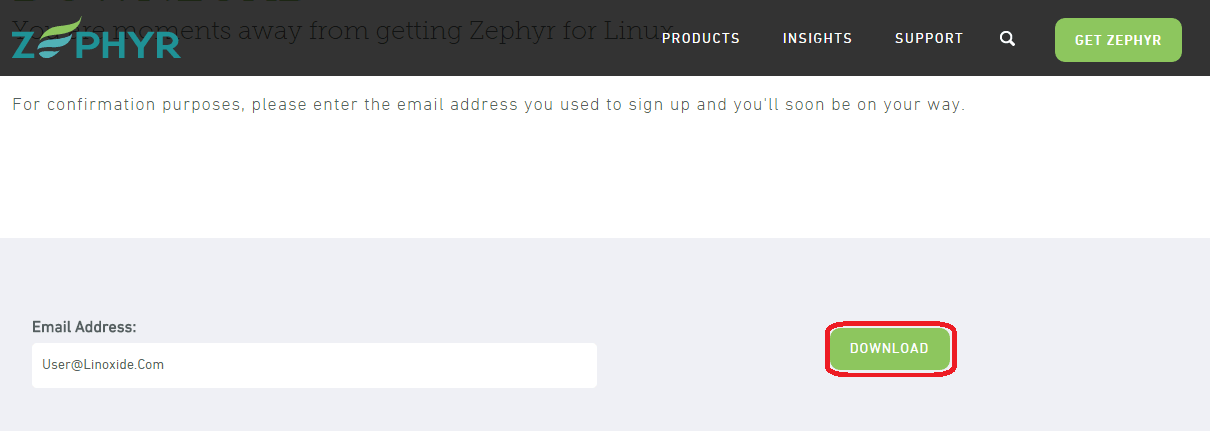 You are moments away from getting Zephyr for Linux
ZEPHYR
PRODUCTS
INSIGHTS
SUPPORT
GET ZEPHYR
For confirmation purposes, please enter the email address you used to sign up and you'll soon be on your way.
Email Address:
User@Linoxide.Com
DOWNLOAD